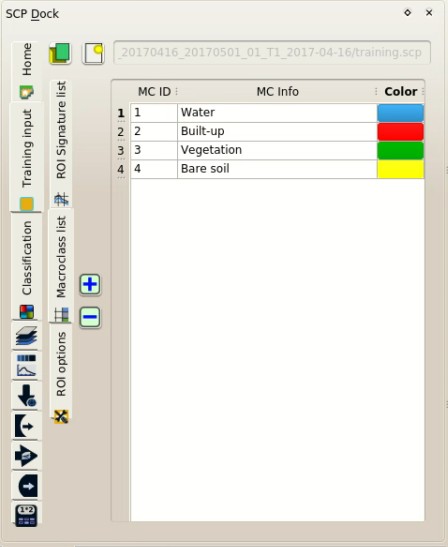 SCP Dock
_20170416_20170501_01_T1_2017-04-16/training.scp
Home
Training input
Classification
ROI Signature list
Macroclass list
ROI options
MC ID MC Info Color
1 1 Water
2 2 Built-up
3 3 Vegetation
4 4 Bare soil
1*2